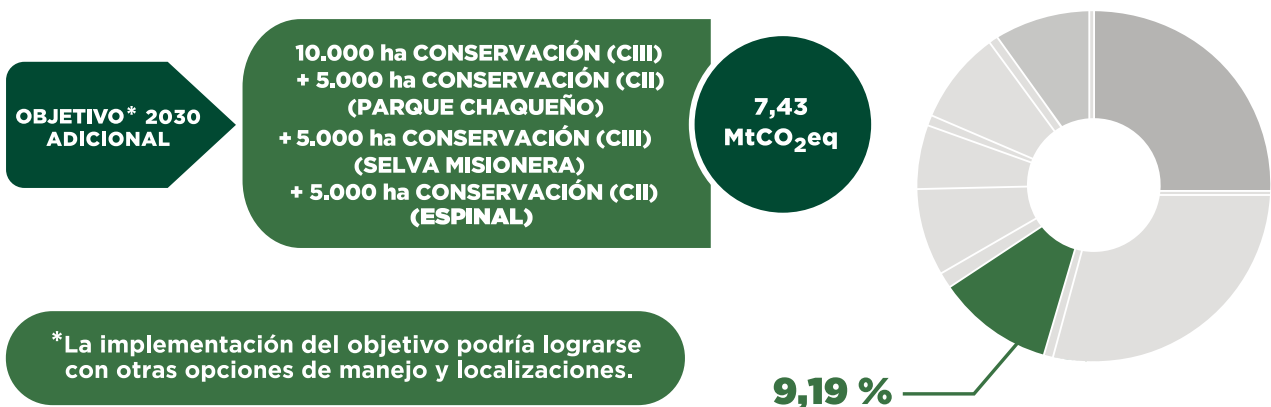 OBJETIVO* 2030
ADICIONAL
10.000 ha CONSERVACIÓN (CIII)
+ 5.000 ha CONSERVACIÓN (CII)
(PARQUE CHAQUEÑO)
+ 5.000 ha CONSERVACIÓN (CIII)
(SELVA MISIONERA)
+ 5.000 ha CONSERVACIÓN (CII)
(ESPINAL)
7,43
MtCO₂eq
*La implementación del objetivo podría lograrse
con otras opciones de manejo y localizaciones.
9,19 %